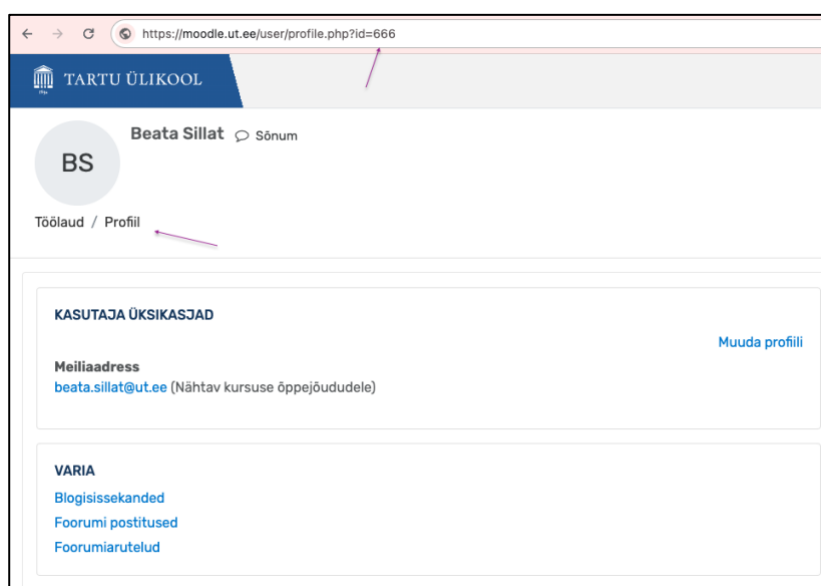 https://moodle.ut.ee/user/profile.php?id=666
TARTU ÜLIKOOL
Beata Sillat Sõnum
BS
Töölaud / Profiil
KASUTAJA ÜKSIKASJAD
Muuda profiili
Meiliaadress
beata.sillat@ut.ee (Nähtav kursuse õppejõududele)
VARIA
Blogisissekanded
Foorumi postitused
Foorumiarutelud